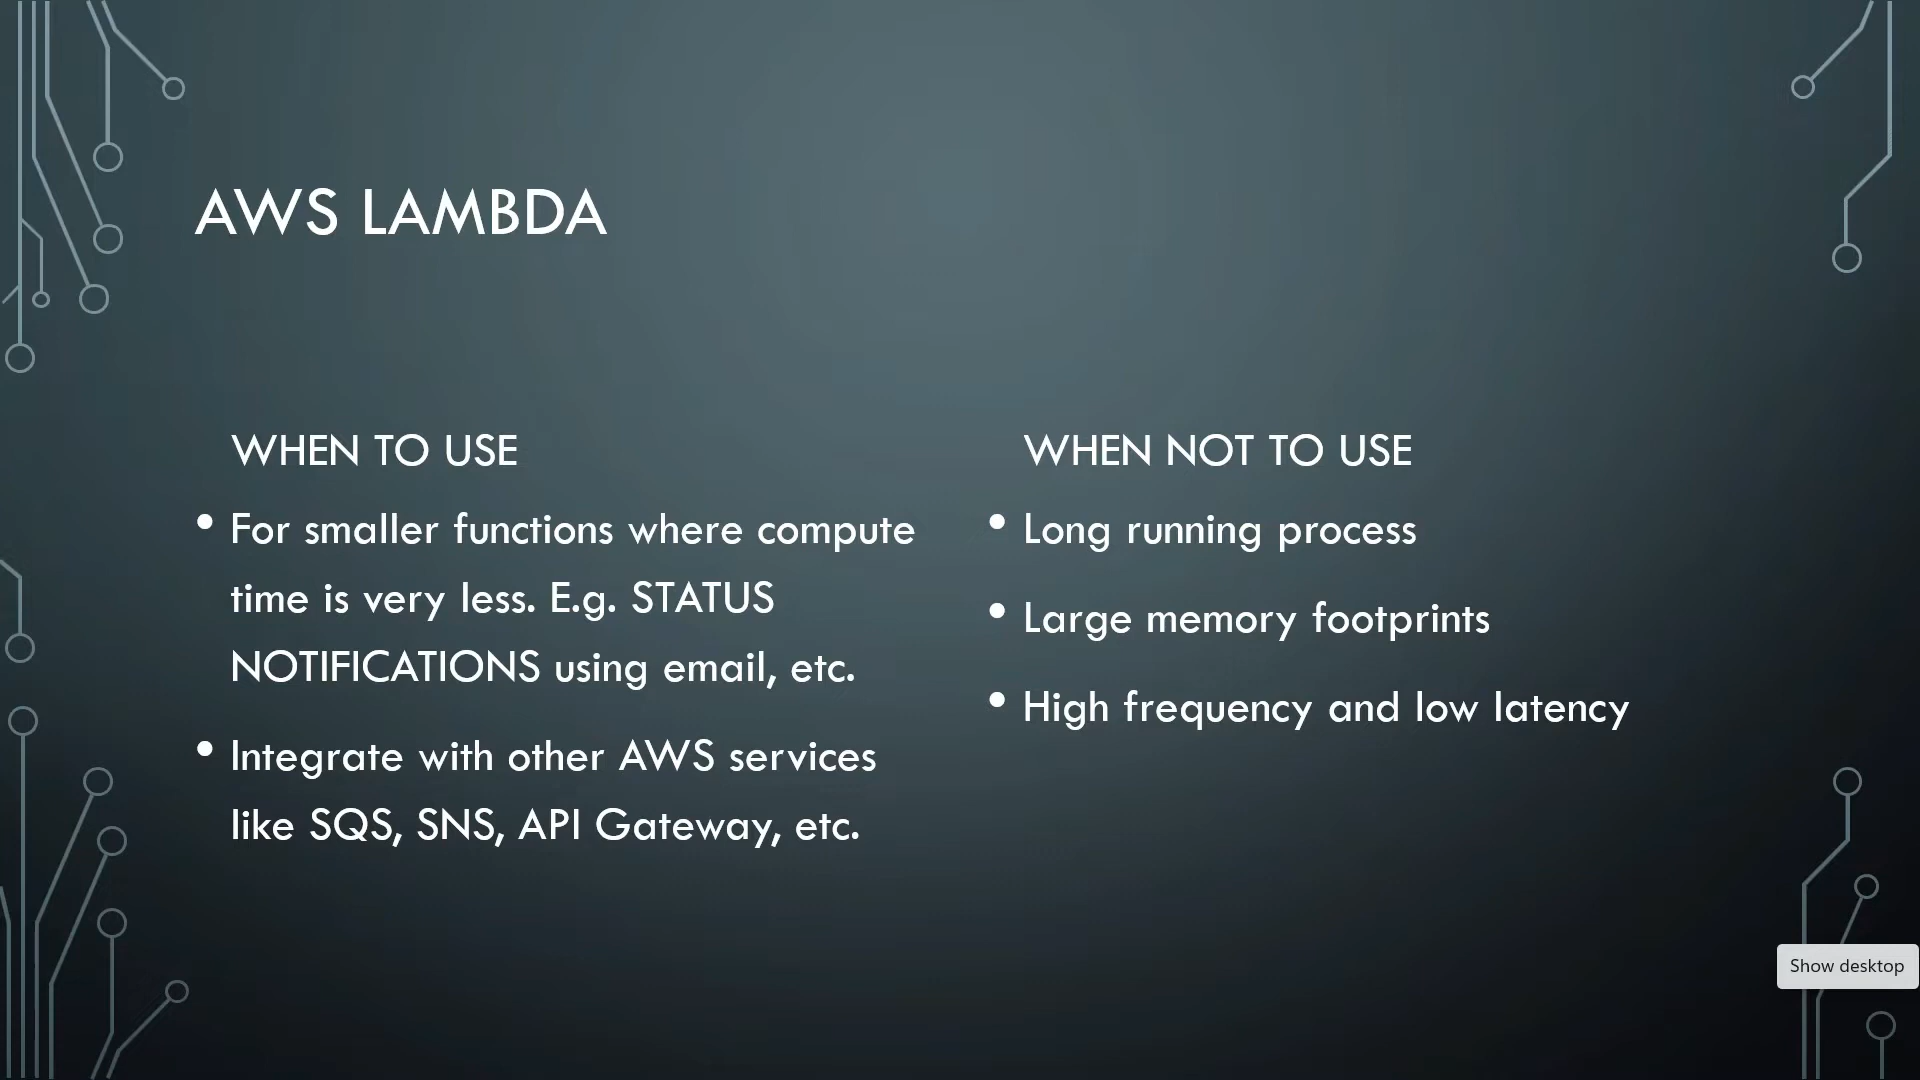 AWS LAMBDA
WHEN TO USE
• For smaller functions where compute
time is very less. E.g. STATUS
NOTIFICATIONS using email, etc.
• Integrate with other AWS services
like SQS, SNS, API Gateway, etc.
WHEN NOT TO USE
• Long running process
• Large memory footprints
• High frequency and low latency
Show desktop